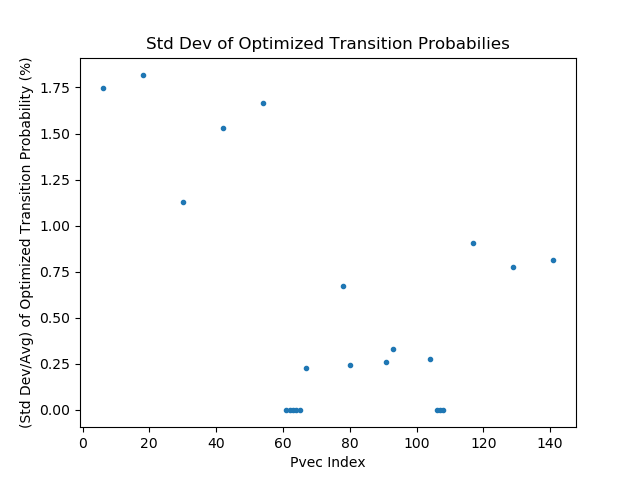 Std Dev of Optimized Transition Probabilies
(Std Dev/Avg) of Optimized Transition Probability (%)
1.75
1.50
1.25
1.00
0.75
0.50
0.25
0.00
0 20 40 60 80 100 120 140
Pvec Index